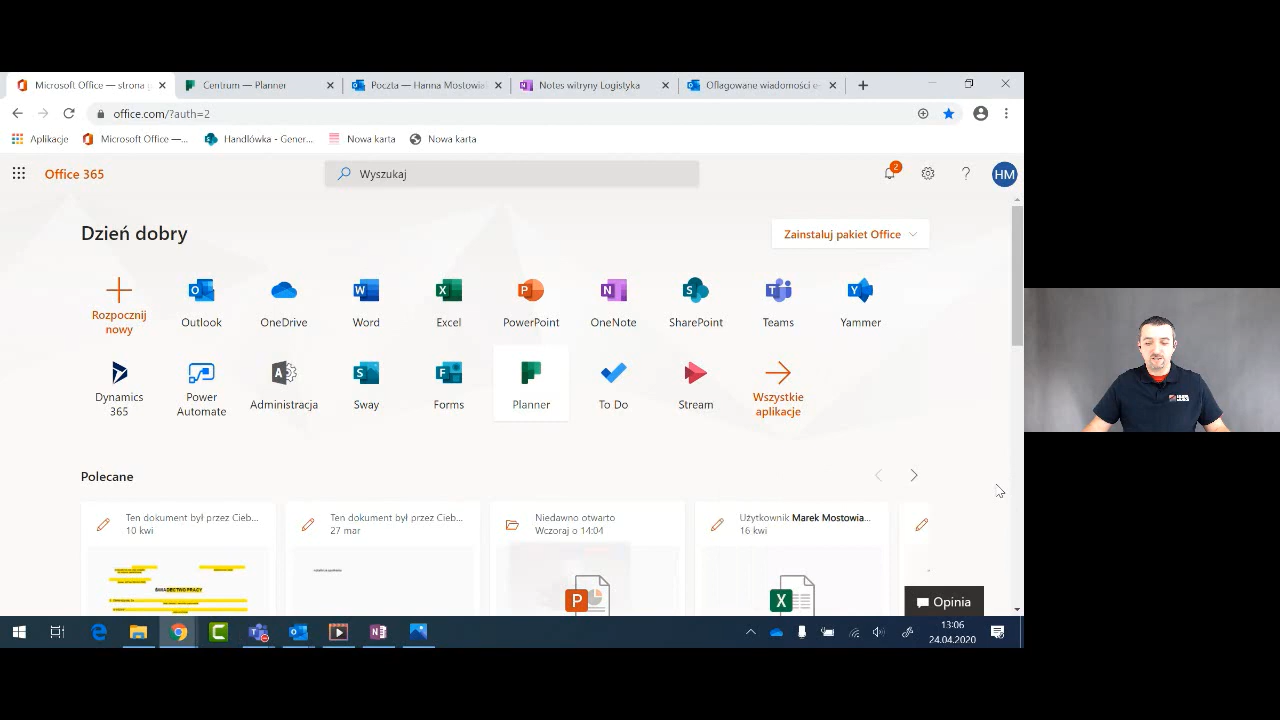 Microsoft Office — strona
Centrum — Planner
Poczta — Hanna Mostowia
Notes witryny Logistyka
Oflagowane wiadomości e-
office.com/?auth=2
Aplikacje
Microsoft Office —...
Handlówka - Gener...
Nowa karta
Nowa karta
Office 365
Wyszukaj
2
HM
Dzień dobry
Zainstaluj pakiet Office
Rozpocznij nowy
Outlook
OneDrive
Word
Excel
PowerPoint
OneNote
SharePoint
Teams
Yammer
Dynamics 365
Power Automate
Administracja
Sway
Forms
Planner
To Do
Stream
Wszystkie aplikacje
Polecane
Ten dokument był przez Cieb...
10 kwi
Ten dokument był przez Cieb...
27 mar
Niedawno otwarto
Wczoraj o 14:04
Użytkownik Marek Mostowia...
16 kwi
ŚWIADECTWO PRACY
Opinia
13:06
24.04.2020